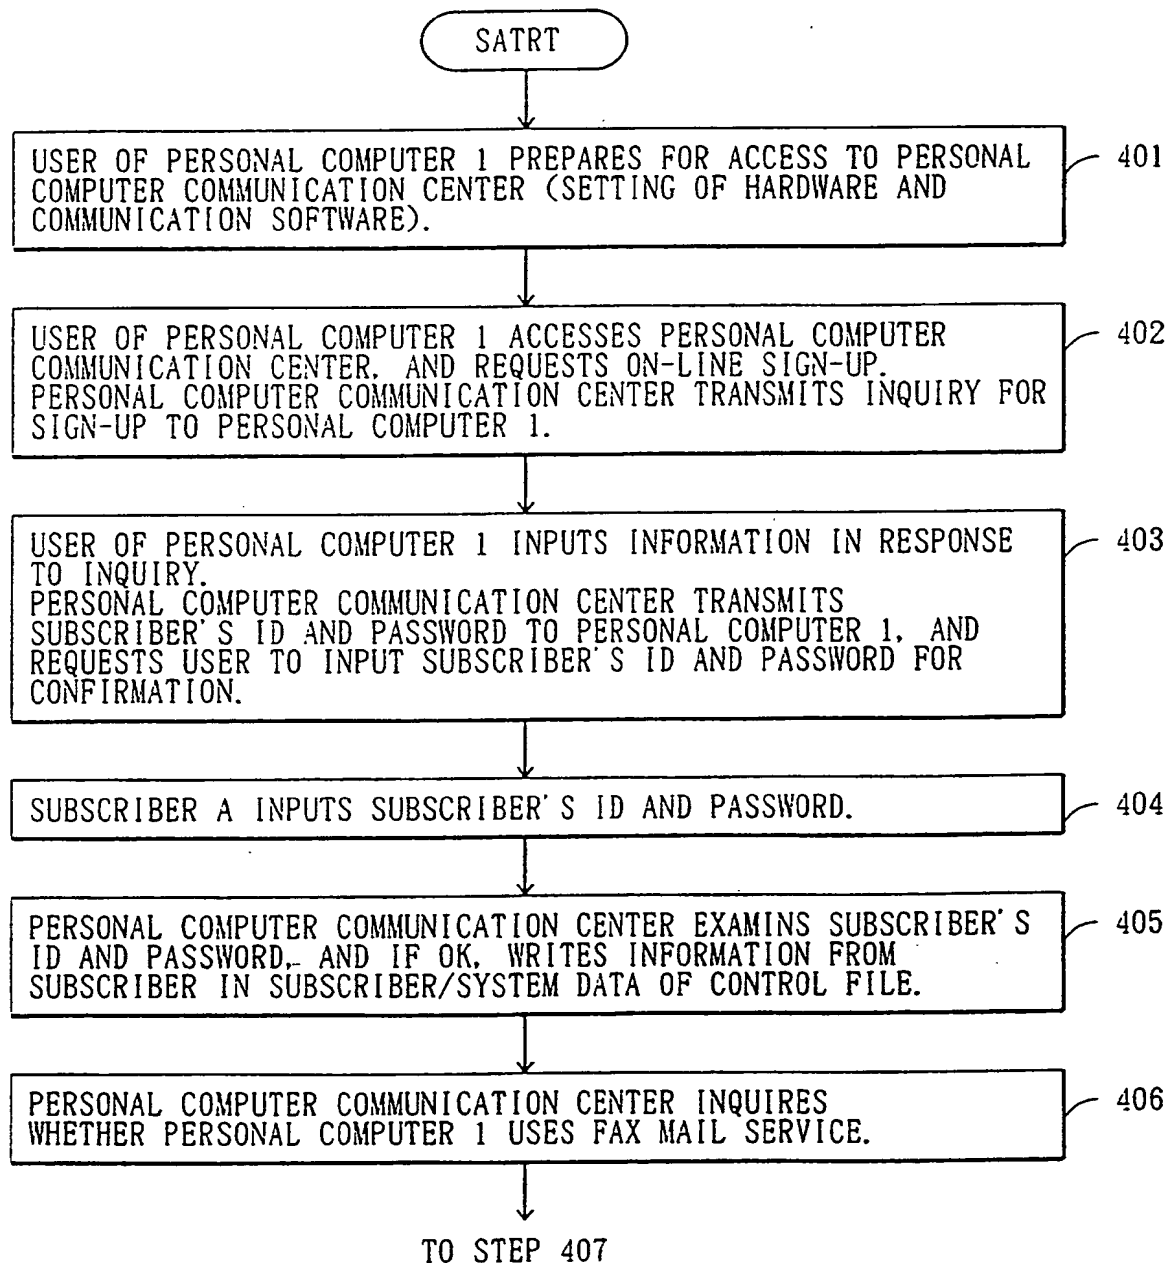 SATRT
USER OF PERSONAL COMPUTER 1 PREPARES FOR ACCESS TO PERSONAL
COMPUTER COMMUNICATION CENTER (SETTING OF HARDWARE AND
COMMUNICATION SOFTWARE).
401
USER OF PERSONAL COMPUTER 1 ACCESSES PERSONAL COMPUTER
COMMUNICATION CENTER, AND REQUESTS ON-LINE SIGN-UP.
PERSONAL COMPUTER COMMUNICATION CENTER TRANSMITS INQUIRY FOR
SIGN-UP TO PERSONAL COMPUTER 1.
402
USER OF PERSONAL COMPUTER 1 INPUTS INFORMATION IN RESPONSE
TO INQUIRY.
PERSONAL COMPUTER COMMUNICATION CENTER TRANSMITS
SUBSCRIBER'S ID AND PASSWORD TO PERSONAL COMPUTER 1, AND
REQUESTS USER TO INPUT SUBSCRIBER'S ID AND PASSWORD FOR
CONFIRMATION.
403
SUBSCRIBER A INPUTS SUBSCRIBER'S ID AND PASSWORD.
404
PERSONAL COMPUTER COMMUNICATION CENTER EXAMINS SUBSCRIBER'S
ID AND PASSWORD, AND IF OK, WRITES INFORMATION FROM
SUBSCRIBER IN SUBSCRIBER/SYSTEM DATA OF CONTROL FILE.
405
PERSONAL COMPUTER COMMUNICATION CENTER INQUIRES
WHETHER PERSONAL COMPUTER 1 USES FAX MAIL SERVICE.
406
TO STEP 407